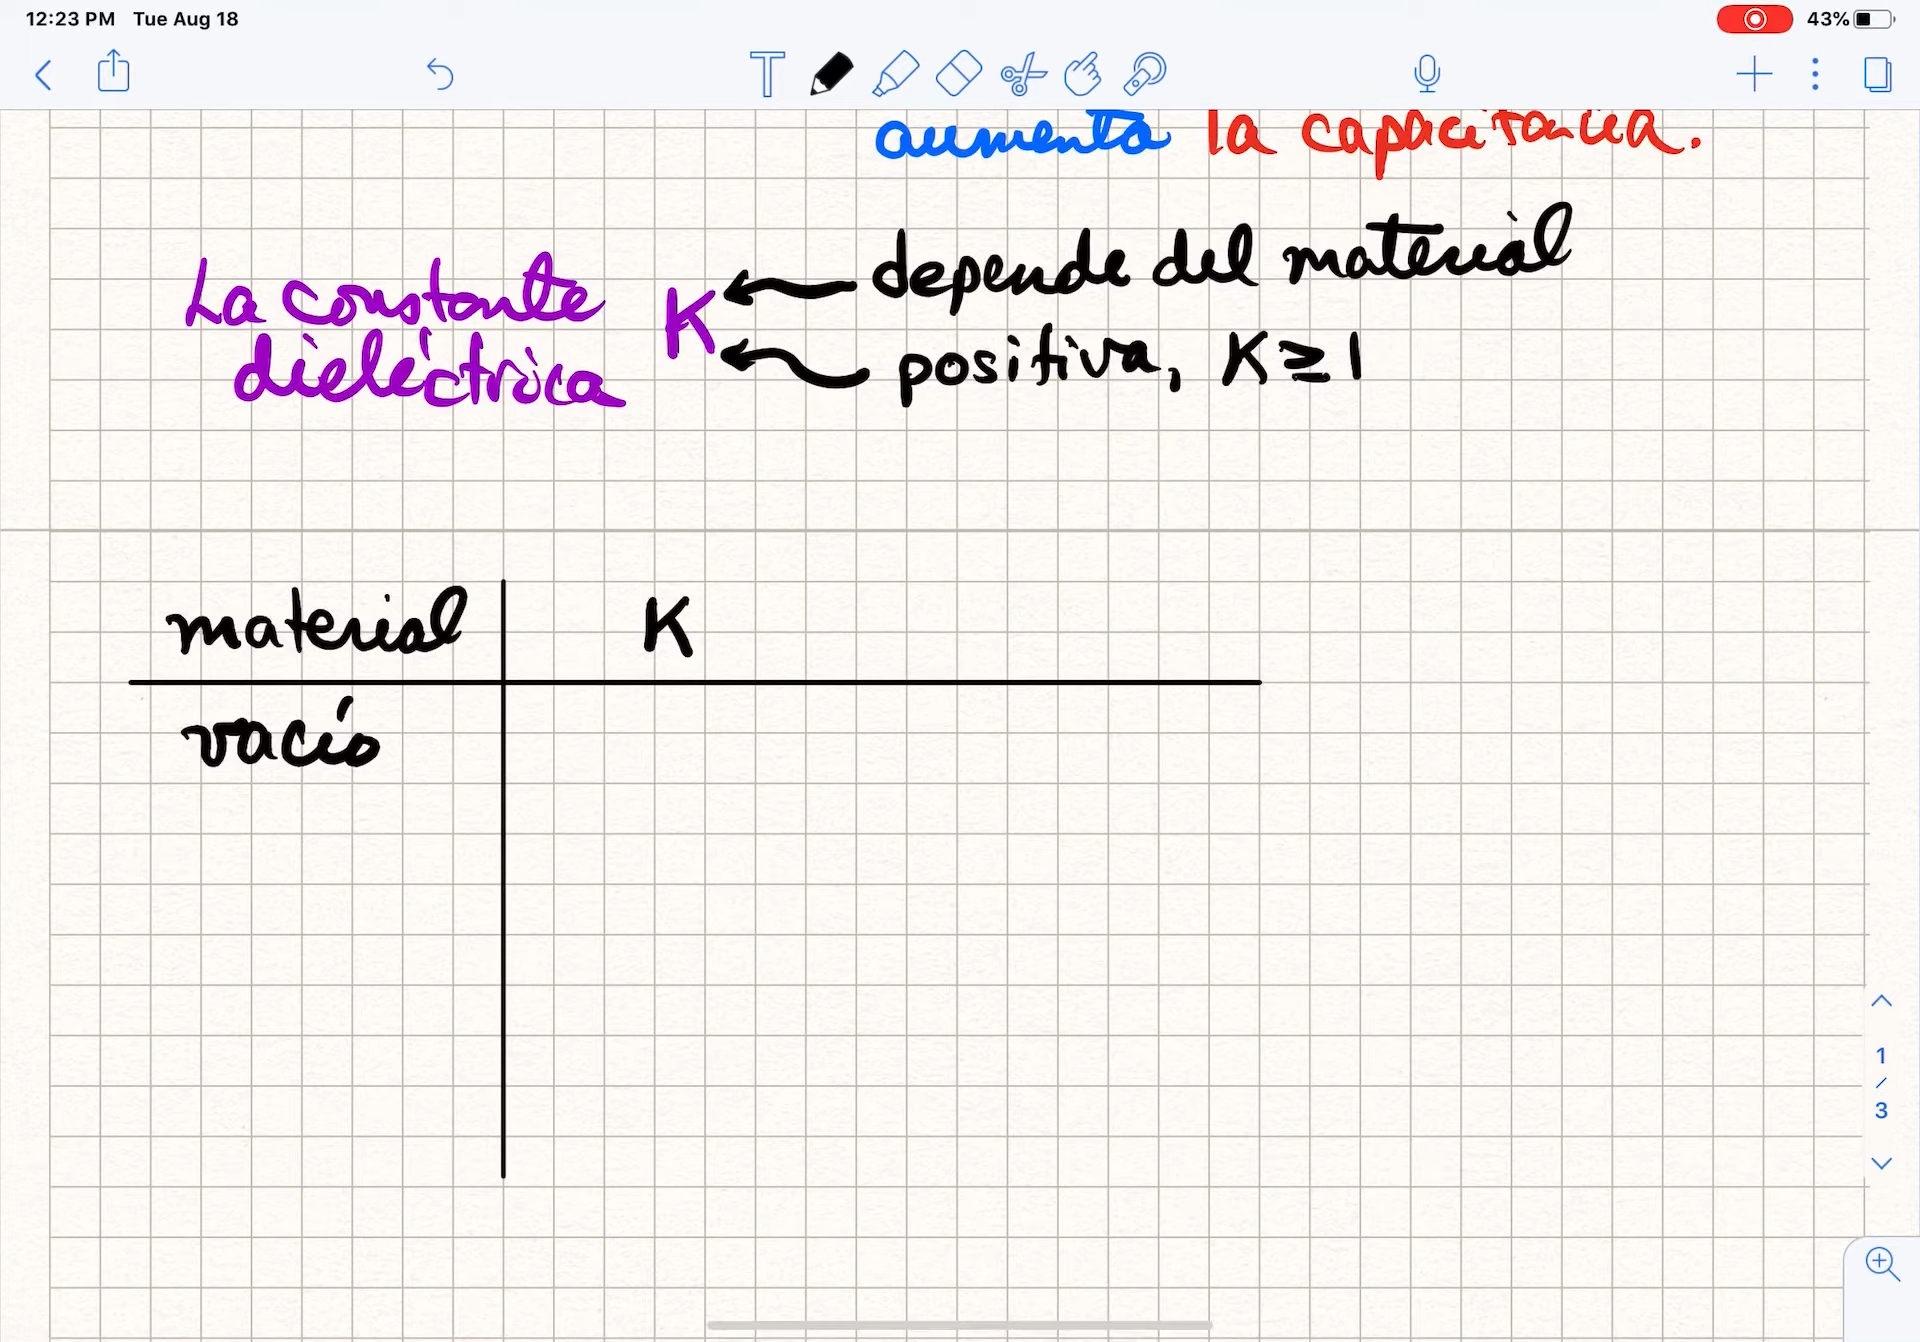 12:23 PM Tue Aug 18 43%
T
aumenta la capacitancia.
La constante K depende del material
dieléctrica positiva, K ≥ 1
1
/
3
material K
vacío